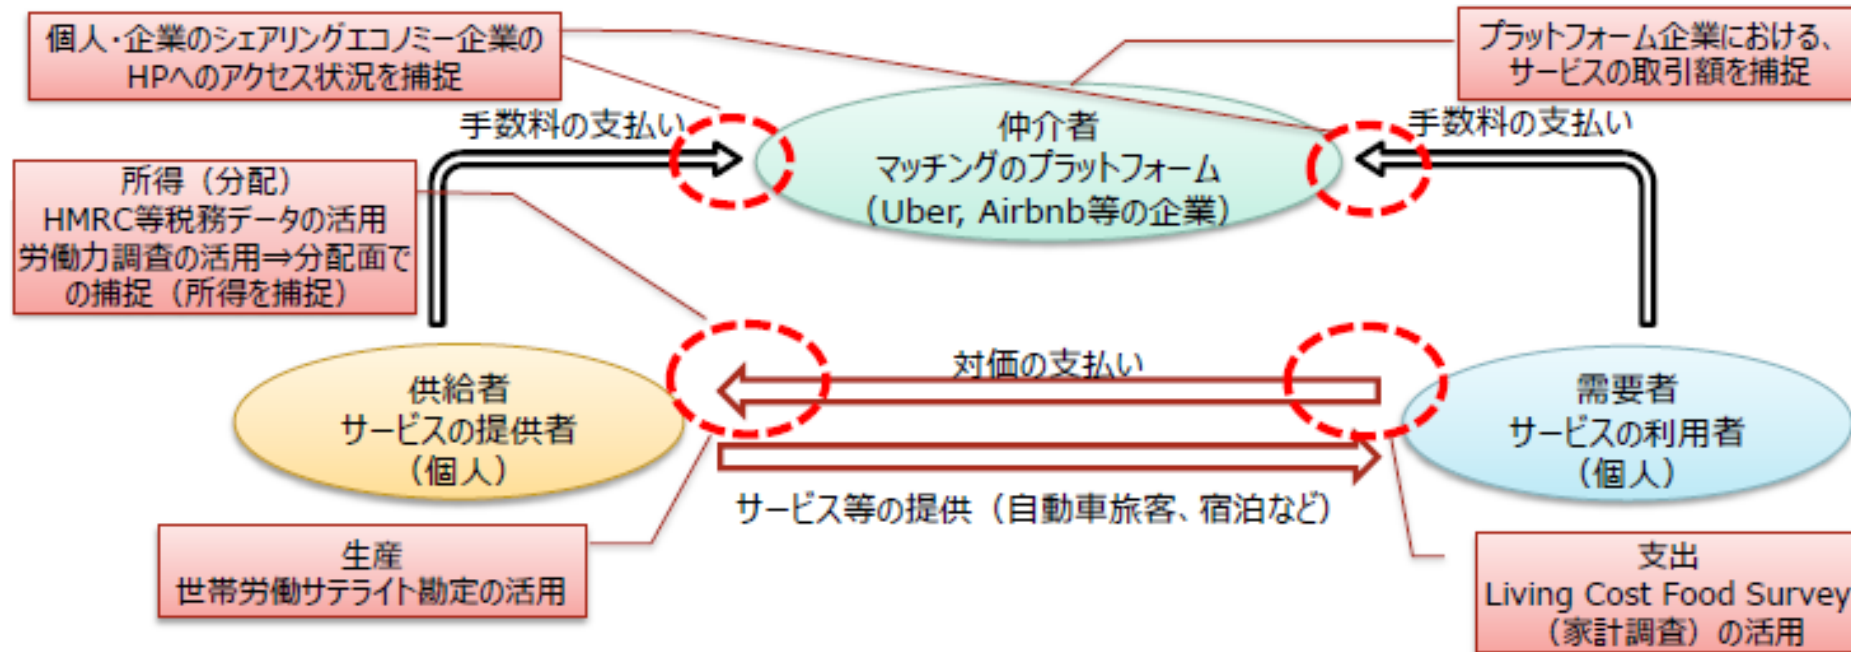 個人・企業のシェアリングエコノミー企業の
HPへのアクセス状況を捕捉
プラットフォーム企業における、
サービスの取引額を捕捉
手数料の支払い
仲介者
マッチングのプラットフォーム
（Uber, Airbnb等の企業）
手数料の支払い
所得（分配）
HMRC等税務データの活用
労働力調査の活用⇒分配面で
の捕捉（所得を捕捉）
供給者
サービスの提供者
（個人）
対価の支払い
需要者
サービスの利用者
（個人）
サービス等の提供（自動車旅客、宿泊など）
生産
世帯労働サテライト勘定の活用
支出
Living Cost Food Survey
（家計調査）の活用